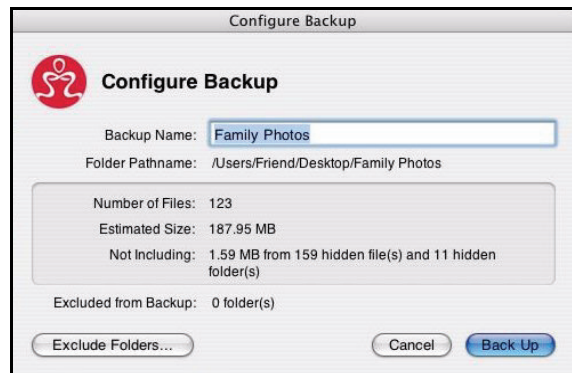 Configure Backup
Configure Backup
Backup Name: Family Photos
Folder Pathname: /Users/Friend/Desktop/Family Photos
Number of Files: 123
Estimated Size: 187.95 MB
Not Including: 1.59 MB from 159 hidden file(s) and 11 hidden
folder(s)
Excluded from Backup: 0 folder(s)
Exclude Folders... Cancel Back Up